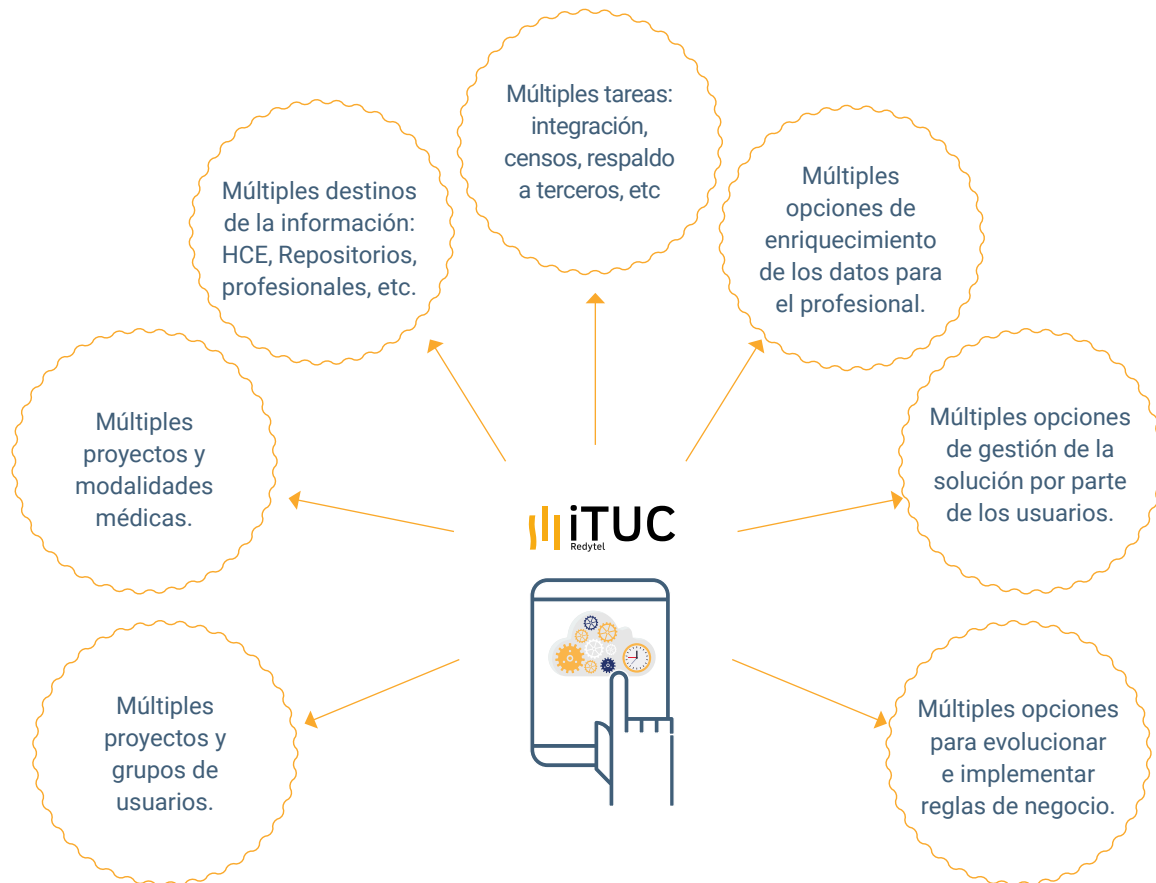 Múltiples tareas:
integración,
censos, respaldo
a terceros, etc
Múltiples destinos
de la información:
HCE, Repositorios,
profesionales, etc.
Múltiples
opciones de
enriquecimiento
de los datos para
el profesional.
Múltiples
proyectos y
modalidades
médicas.
Múltiples opciones
de gestión de la
solución por parte
de los usuarios.
iTUC
Redytel
Múltiples
proyectos y
grupos de
usuarios.
Múltiples opciones
para evolucionar
e implementar
reglas de negocio.